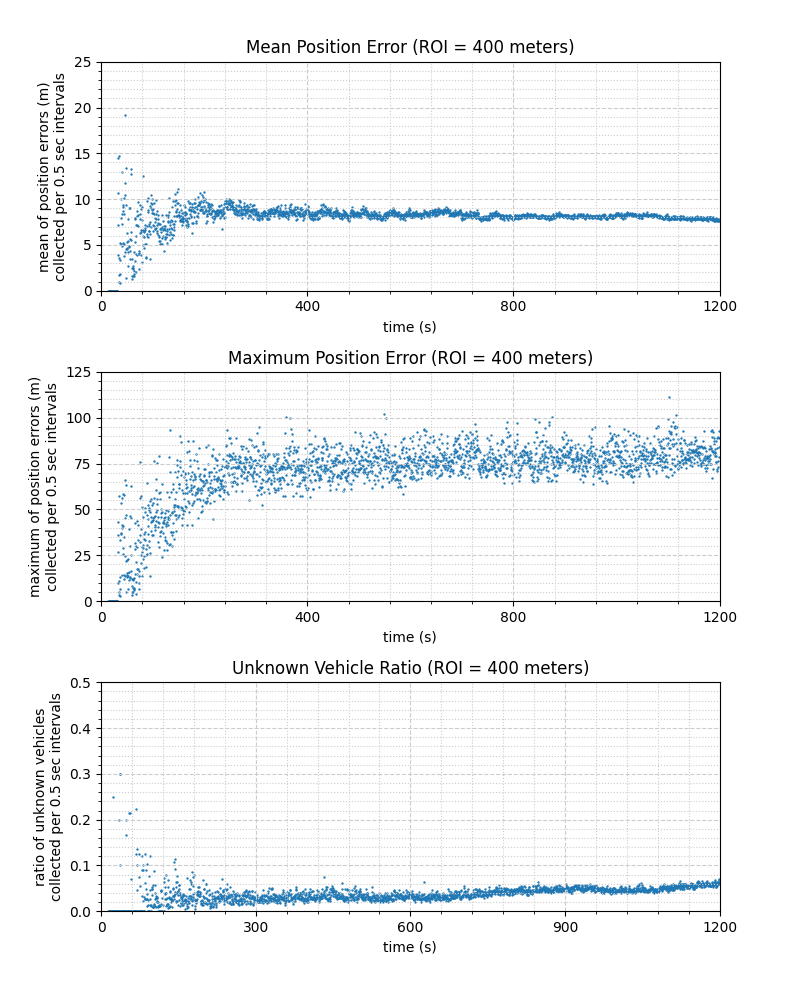 Mean Position Error (ROI = 400 meters)
mean of position errors (m)
collected per 0.5 sec intervals
25
20
15
10
5
0
0 400 800 1200
time (s)
Maximum Position Error (ROI = 400 meters)
maximum of position errors (m)
collected per 0.5 sec intervals
125
100
75
50
25
0
0 400 800 1200
time (s)
Unknown Vehicle Ratio (ROI = 400 meters)
ratio of unknown vehicles
collected per 0.5 sec intervals
0.5
0.4
0.3
0.2
0.1
0.0
0 300 600 900 1200
time (s)